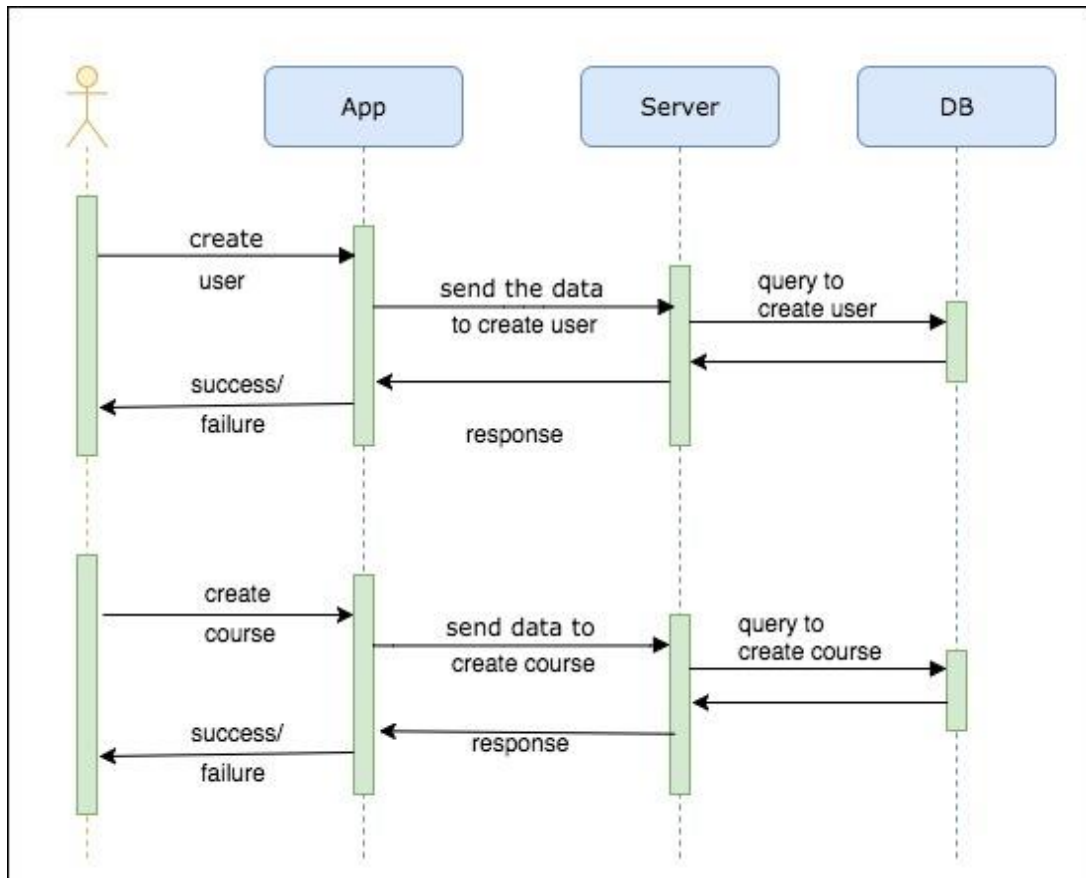 App
Server
DB
create
user
send the data
to create user
query to
create user
success/
failure
response
create
course
send data to
create course
query to
create course
success/
failure
response